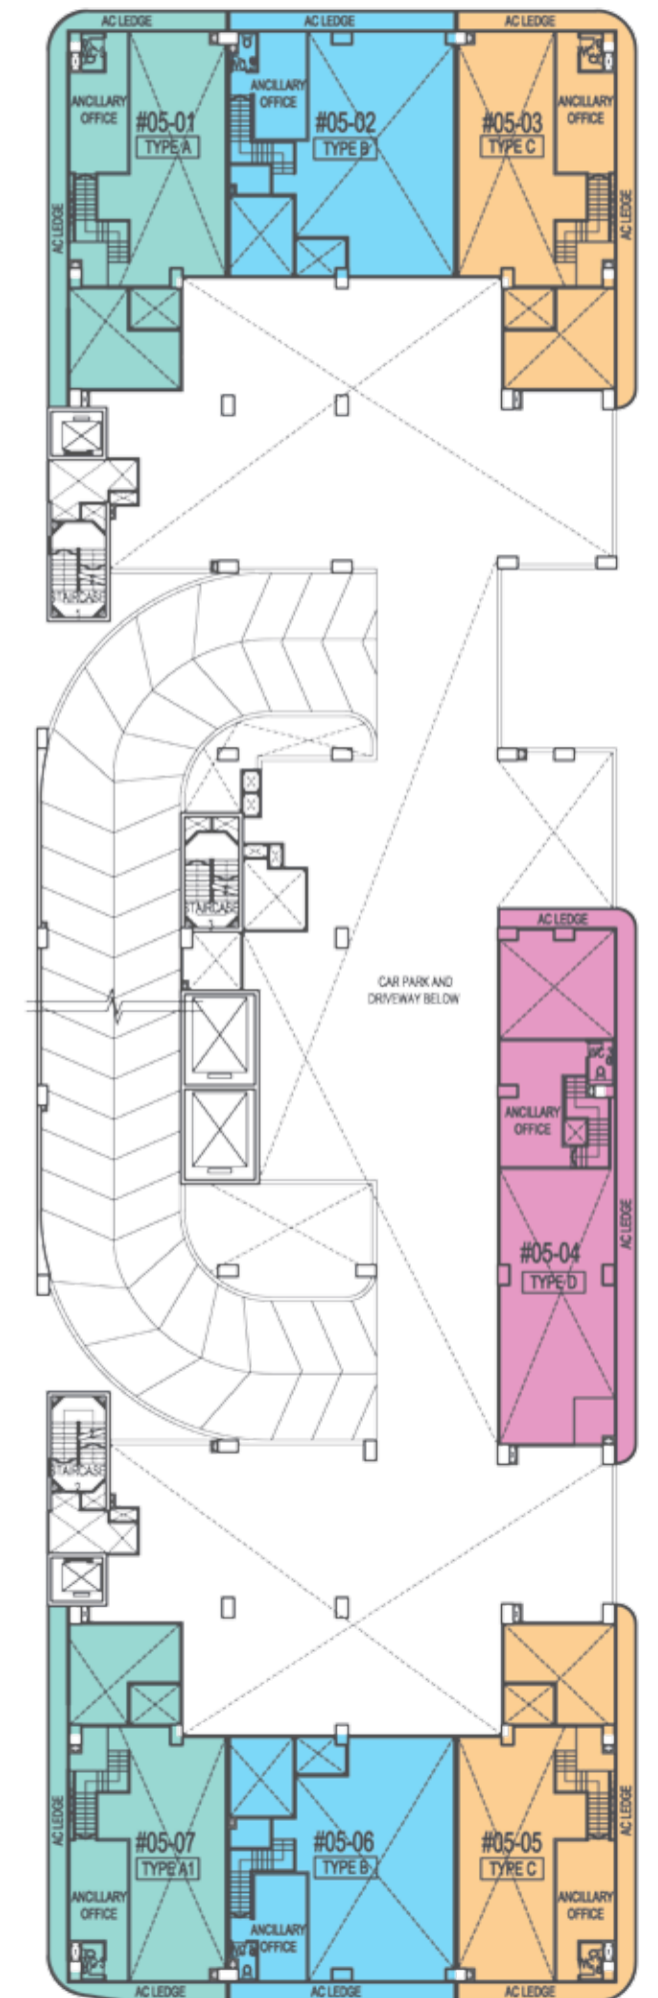 AC LEDGE
AC LEDGE
AC LEDGE
ANCILLARY
OFFICE
#05-01
TYPE A
ANCILLARY
OFFICE
#05-02
TYPE B
#05-03
TYPE C
ANCILLARY
OFFICE
AC LEDGE
AC LEDGE
STAIRCASE
1
STAIRCASE
3
CAR PARK AND
DRIVEWAY BELOW
AC LEDGE
ANCILLARY
OFFICE
AC LEDGE
#05-04
TYPE D
STAIRCASE
2
AC LEDGE
#05-07
TYPE A1
ANCILLARY
OFFICE
#05-06
TYPE B
ANCILLARY
OFFICE
#05-05
TYPE C
ANCILLARY
OFFICE
AC LEDGE
AC LEDGE
AC LEDGE
AC LEDGE